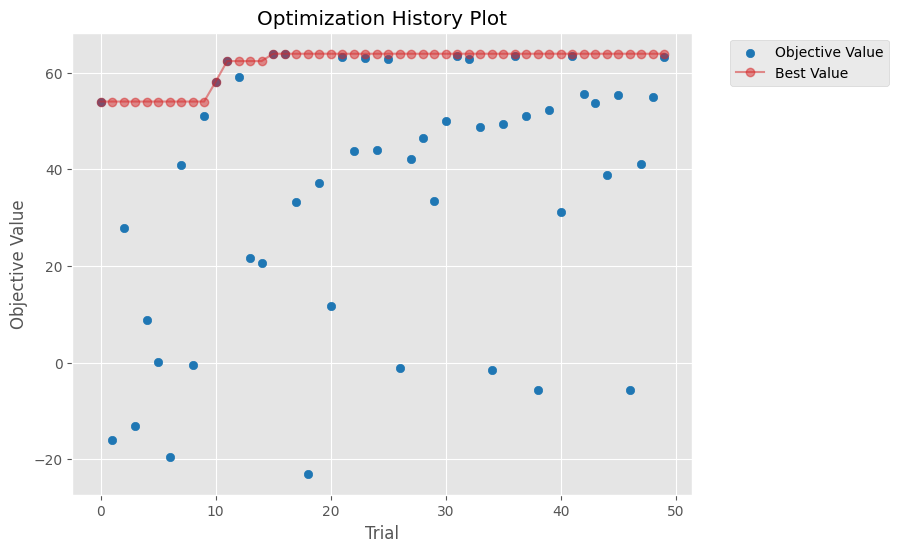 Optimization History Plot
Objective Value
Best Value
Objective Value
60
40
20
0
−20
0 10 20 30 40 50
Trial